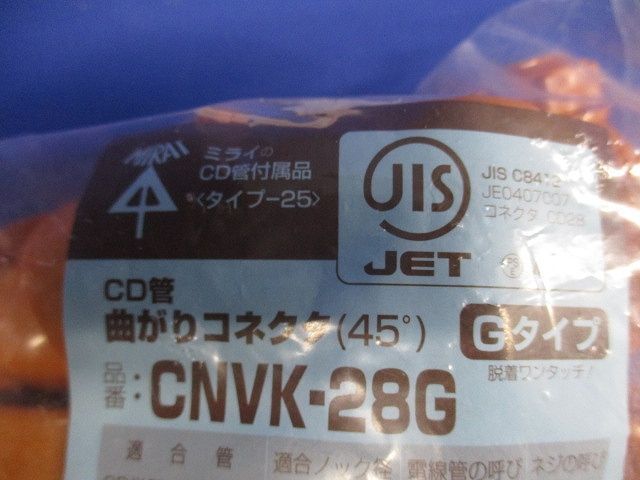 MIRAI
ミライの
CD管付属品
〈タイプ-25〉
JIS
JET
JIS C8412
JE0407007
コネクタ CD28
CD管
曲がりコネクタ(45°)
Gタイプ
脱着ワンタッチ!
品番:CNVK-28G
適合管
適合ノック径
電線管の呼び
ネジの呼び